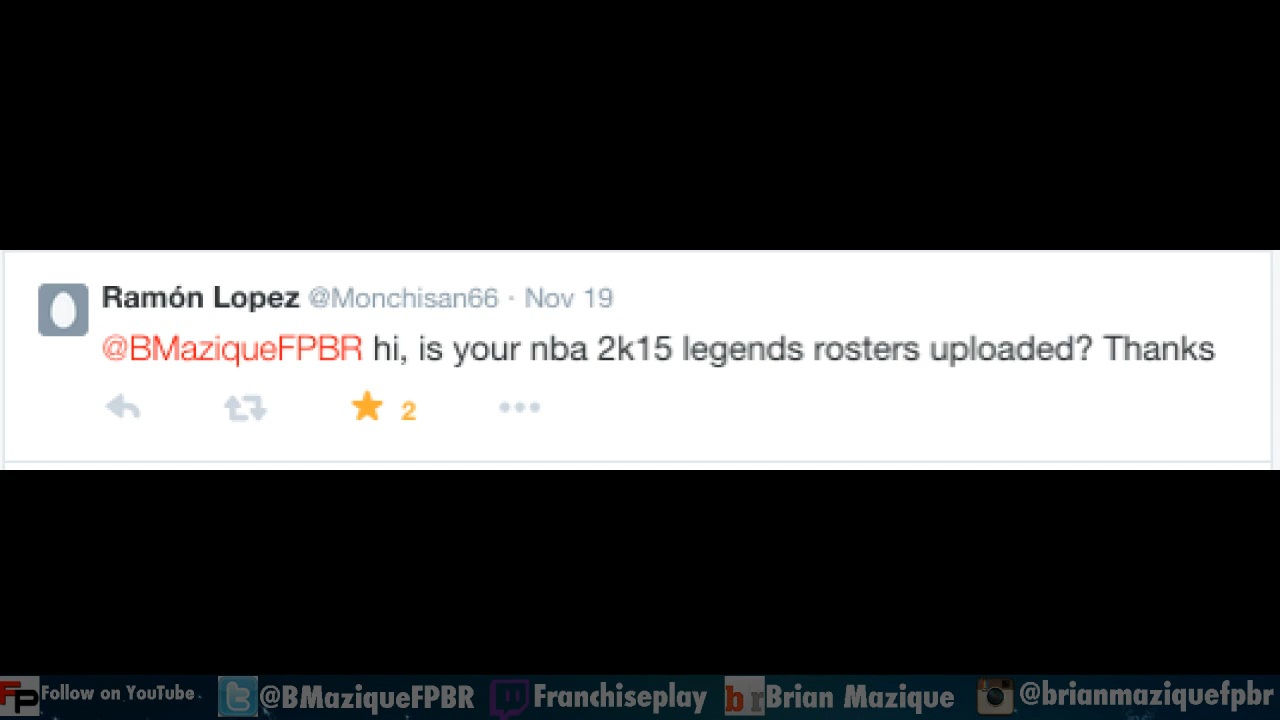 Ramón Lopez @Monchisan66 · Nov 19
@BMaziqueFPBR hi, is your nba 2k15 legends rosters uploaded? Thanks
2
FP Follow on YouTube @BMaziqueFPBR Franchiseplay br Brian Mazique @brianmaziquefpbr